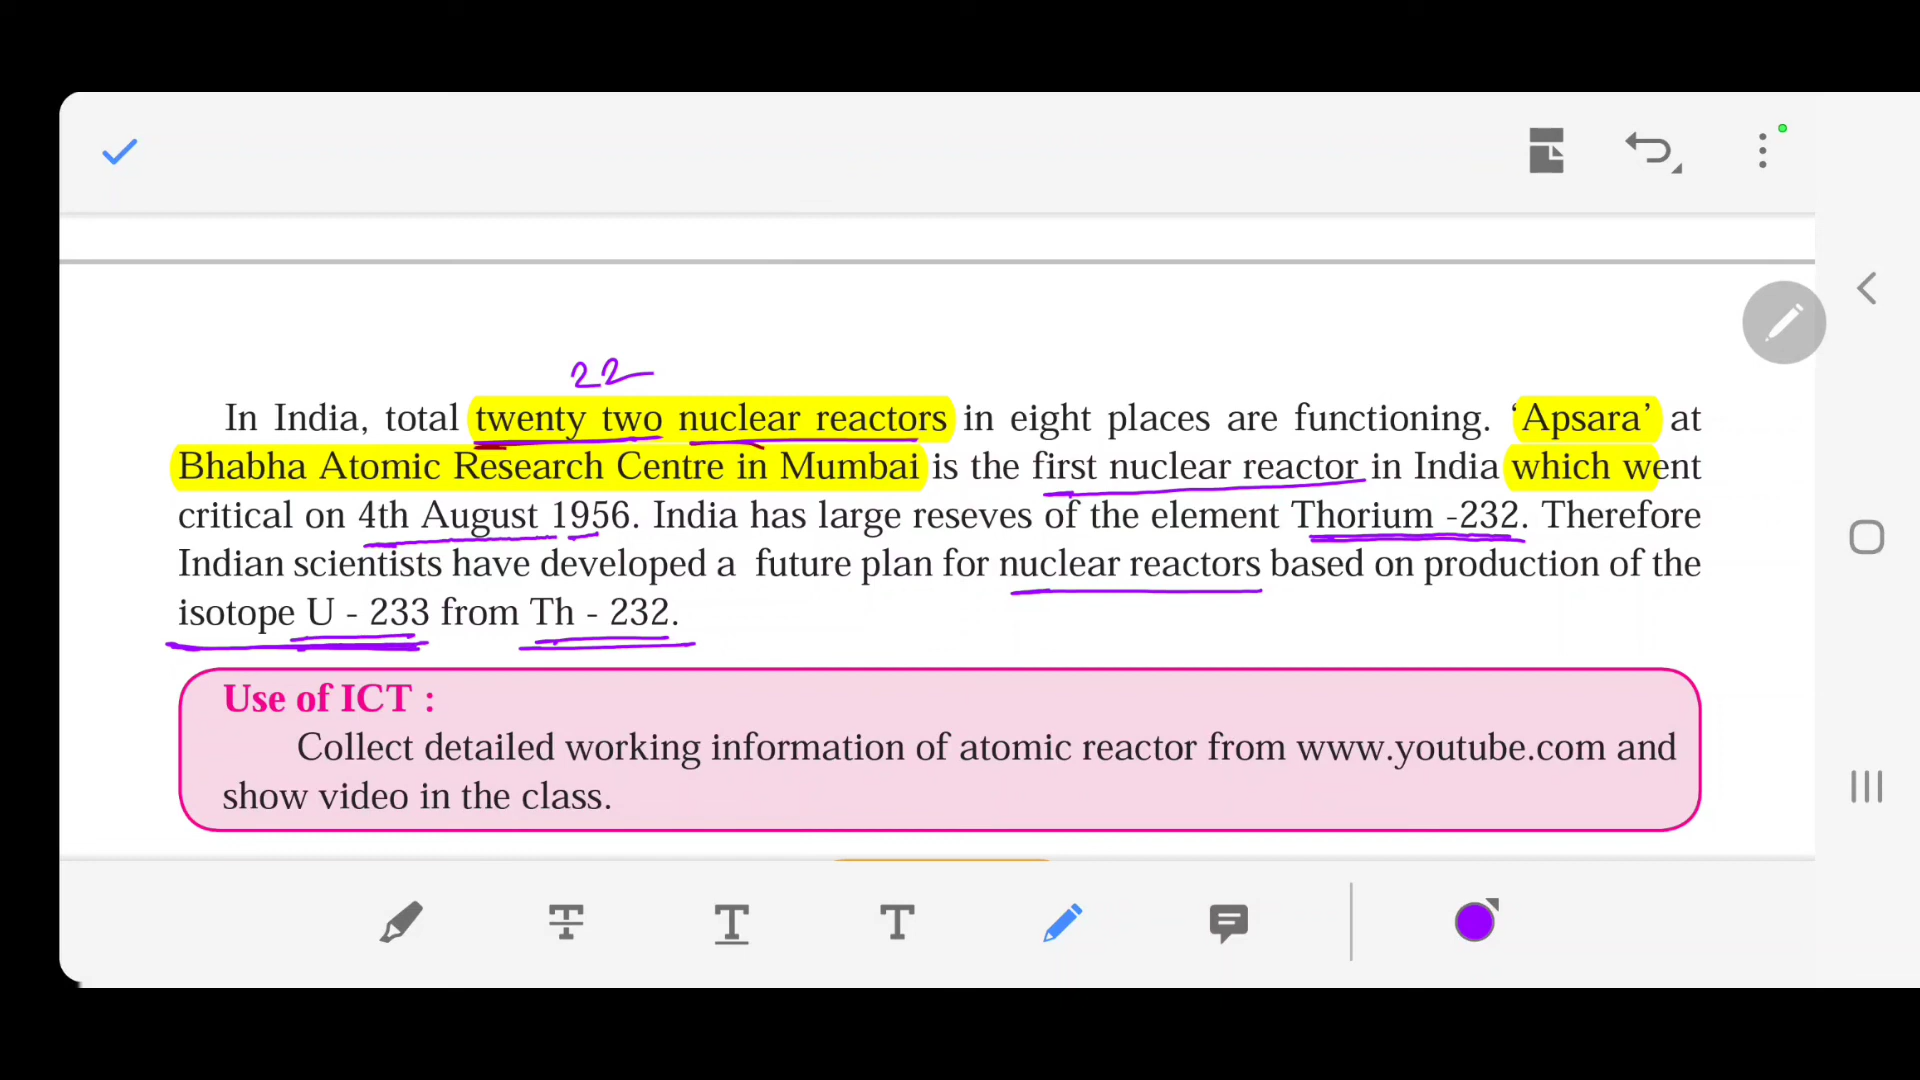 22
In India, total twenty two nuclear reactors in eight places are functioning. ‘Apsara’ at
Bhabha Atomic Research Centre in Mumbai is the first nuclear reactor in India which went
critical on 4th August 1956. India has large reseves of the element Thorium -232. Therefore
Indian scientists have developed a future plan for nuclear reactors based on production of the
isotope U - 233 from Th - 232.
Use of ICT :
Collect detailed working information of atomic reactor from www.youtube.com and
show video in the class.